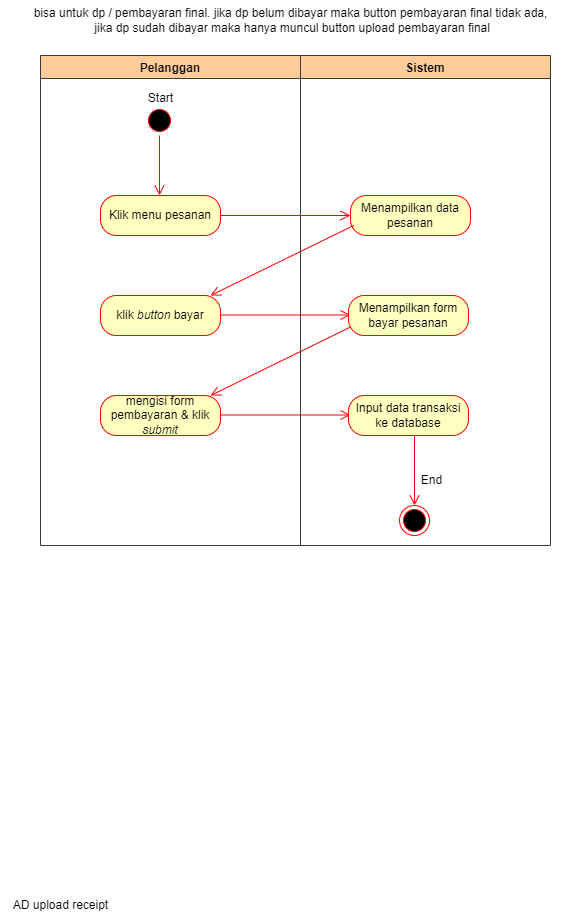 bisa untuk dp / pembayaran final. jika dp belum dibayar maka button pembayaran final tidak ada,
jika dp sudah dibayar maka hanya muncul button upload pembayaran final
Pelanggan
Sistem
Start
Klik menu pesanan
Menampilkan data
pesanan
klik button bayar
Menampilkan form
bayar pesanan
mengisi form
pembayaran & klik
submit
Input data transaksi
ke database
End
AD upload receipt